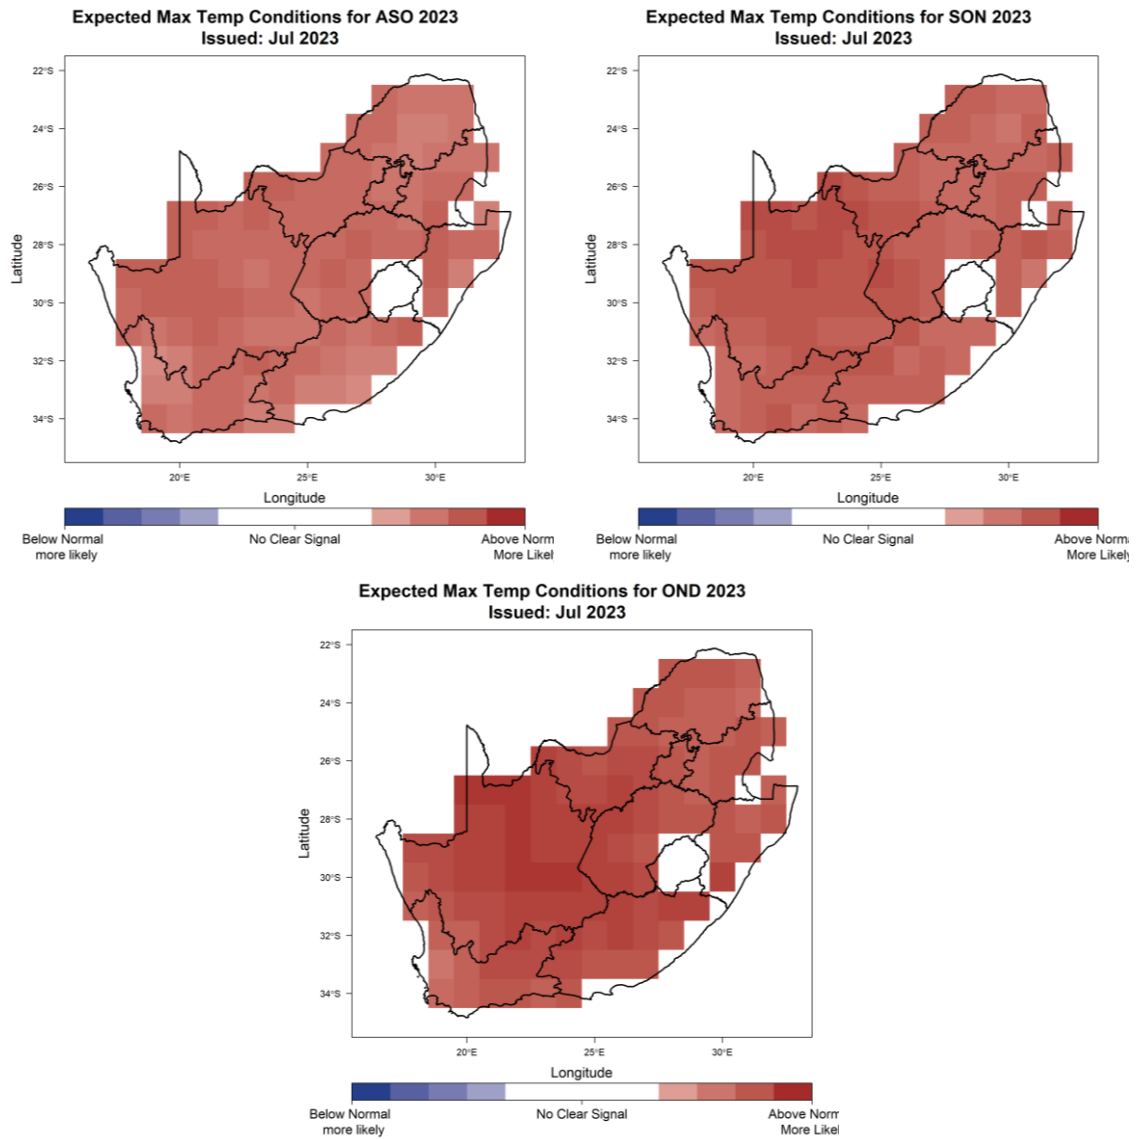 Expected Max Temp Conditions for ASO 2023
Issued: Jul 2023
22°S
24°S
26°S
28°S
30°S
32°S
34°S
Latitude
20°E
25°E
30°E
Longitude
Below Normal
more likely
No Clear Signal
Above Norm
More Likel
Expected Max Temp Conditions for SON 2023
Issued: Jul 2023
22°S
24°S
26°S
28°S
30°S
32°S
34°S
Latitude
20°E
25°E
30°E
Longitude
Below Normal
more likely
No Clear Signal
Above Norma
More Likel
Expected Max Temp Conditions for OND 2023
Issued: Jul 2023
22°S
24°S
26°S
28°S
30°S
32°S
34°S
Latitude
20°E
25°E
30°E
Longitude
Below Normal
more likely
No Clear Signal
Above Norm
More Likel